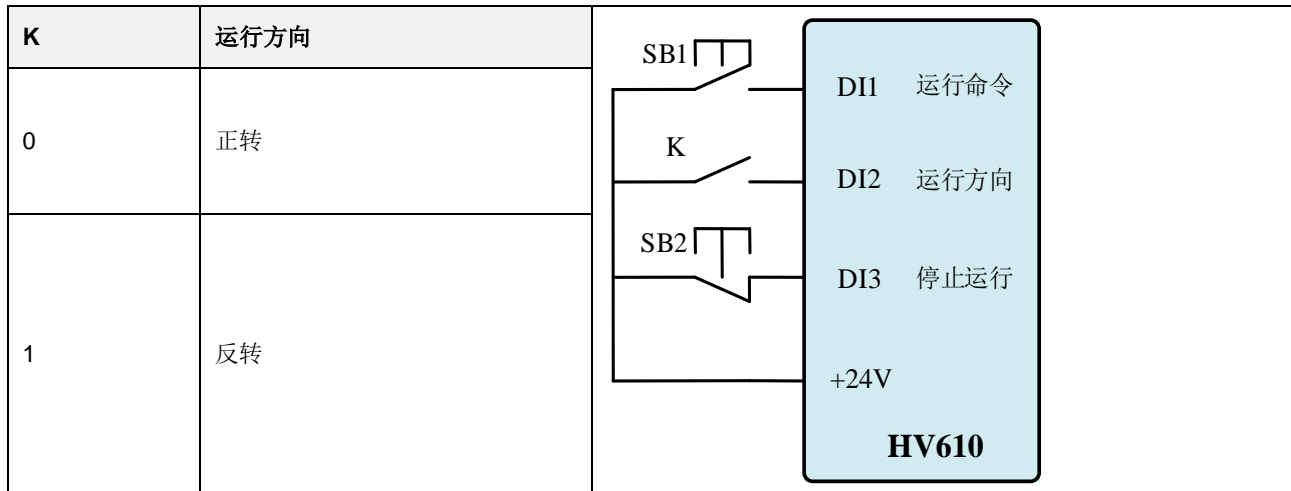 K 运行方向
0 正转
1 反转
SB1
DI1 运行命令
K
DI2 运行方向
SB2
DI3 停止运行
+24V
HV610